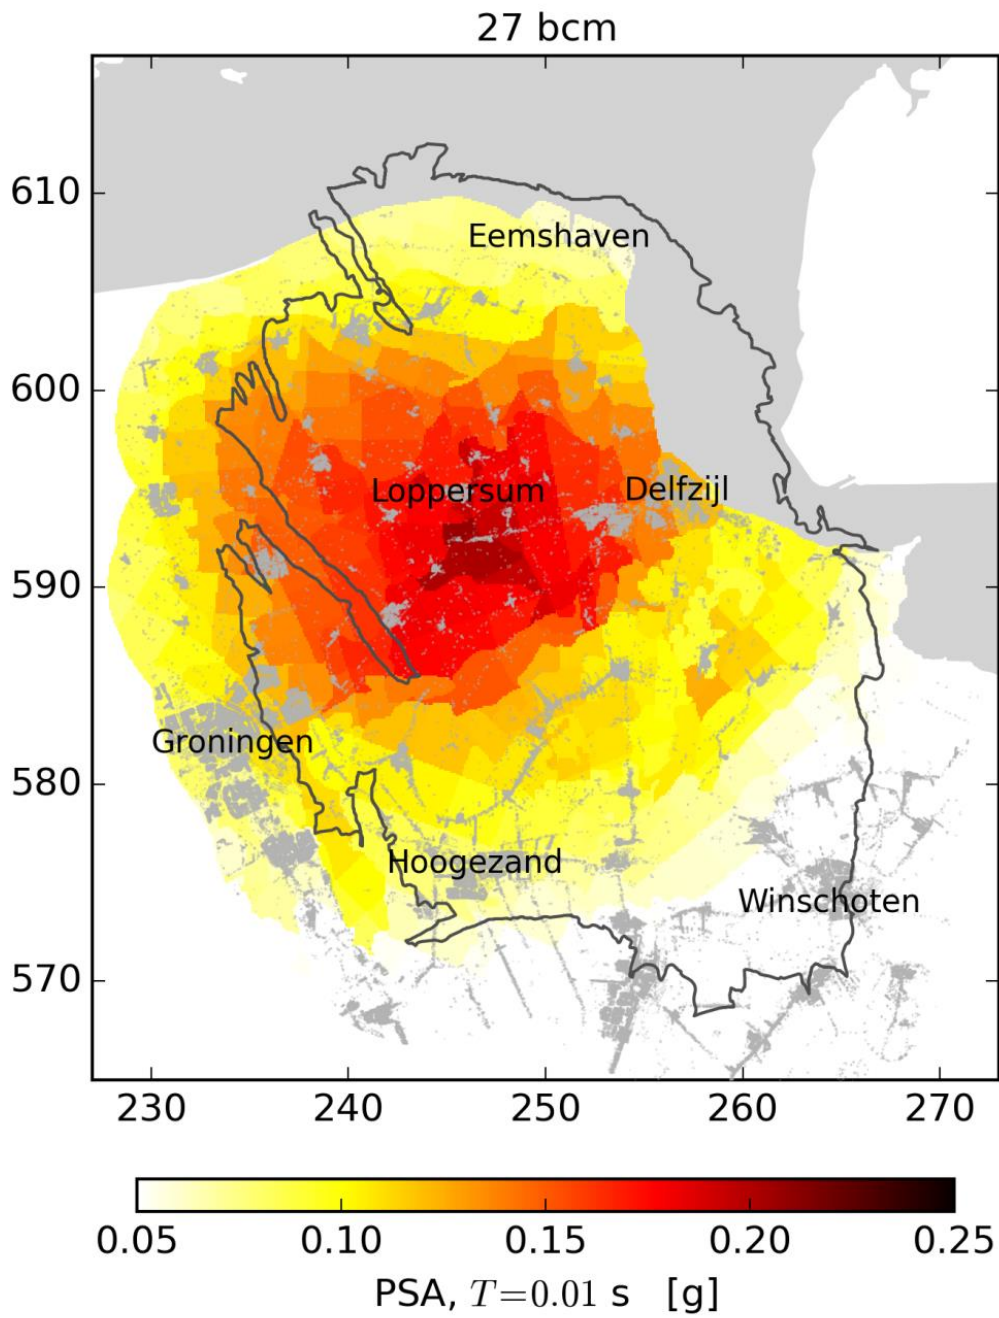 27 bcm
610
Eemshaven
600
Loppersum
Delfzijl
590
Groningen
580
Hoogezand
Winschoten
570
230 240 250 260 270
0.05 0.10 0.15 0.20 0.25
PSA, T=0.01 s [g]